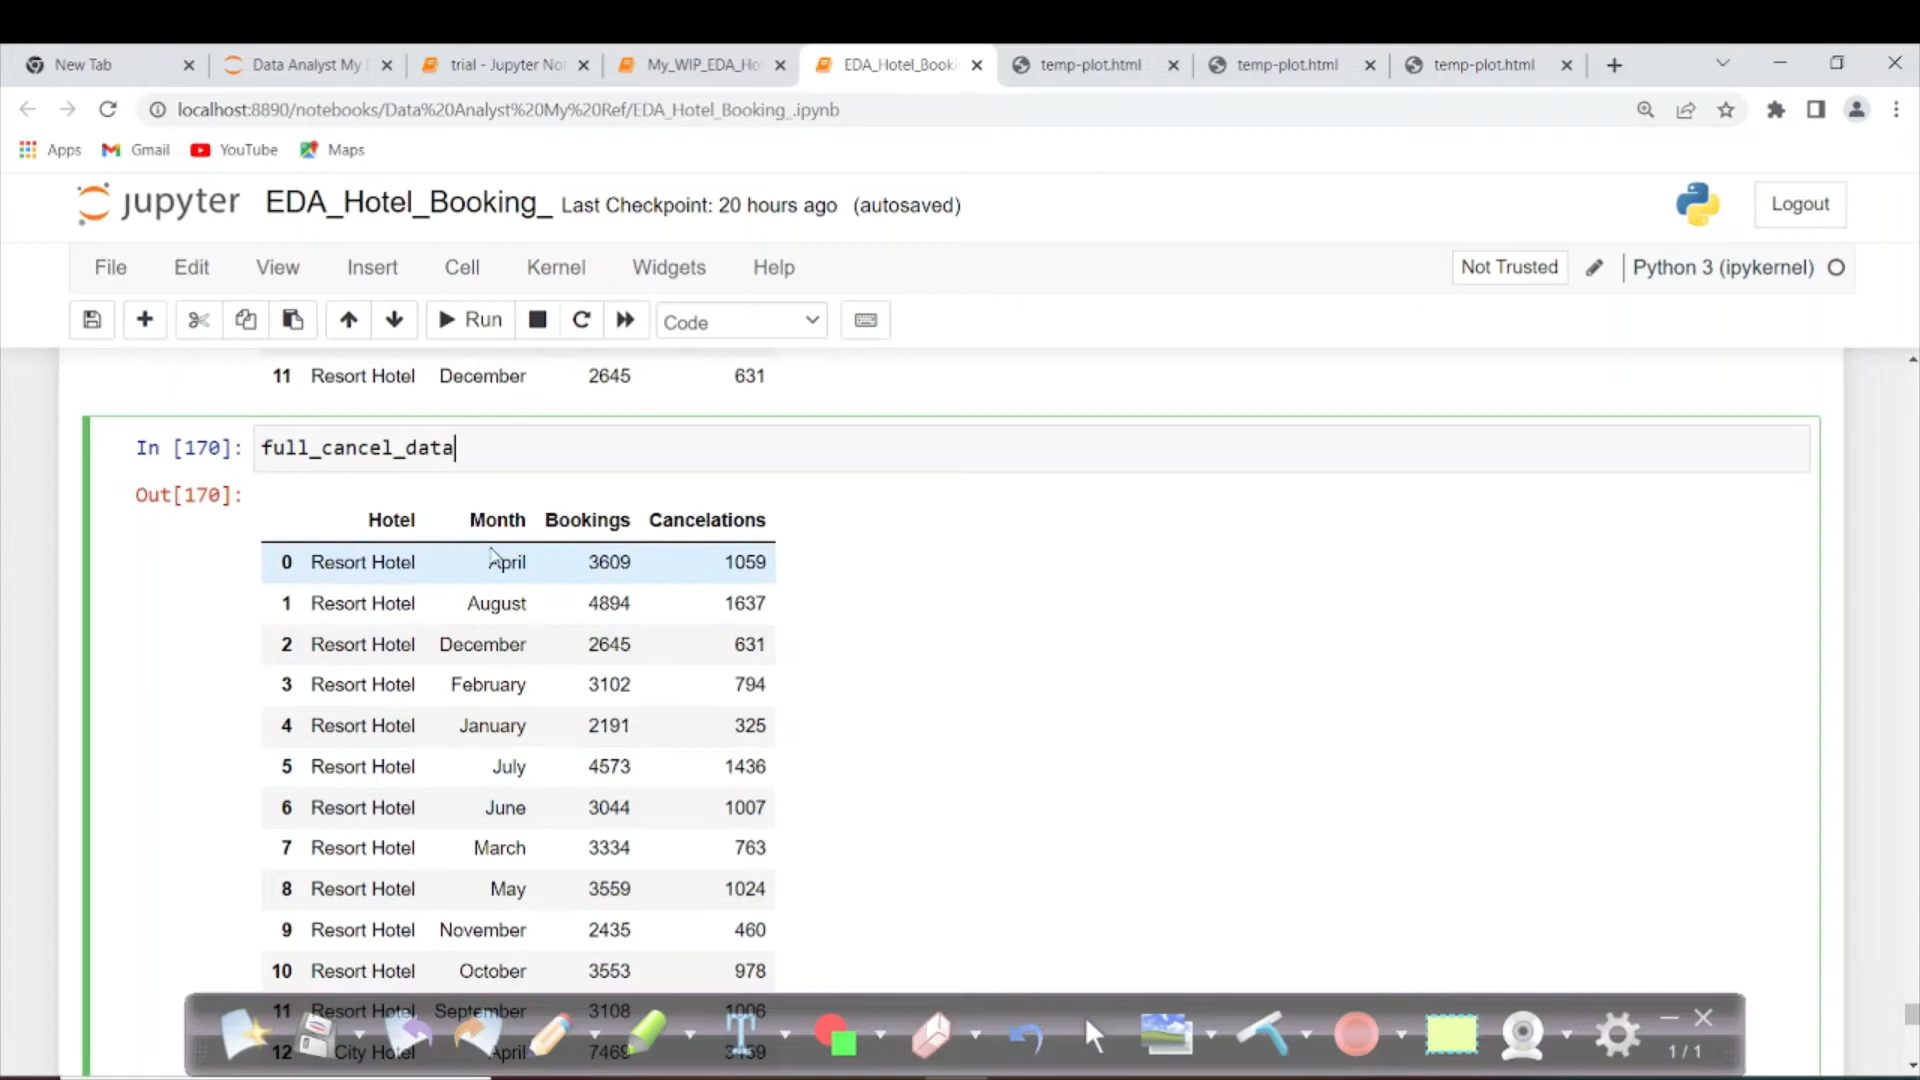 New Tab
Data Analyst My
trial - Jupyter Not
My_WIP_EDA_Ho
EDA_Hotel_Booki
temp-plot.html
temp-plot.html
temp-plot.html
localhost:8890/notebooks/Data%20Analyst%20My%20Ref/EDA_Hotel_Booking_.ipynb
Apps Gmail YouTube Maps
jupyter EDA_Hotel_Booking_ Last Checkpoint: 20 hours ago (autosaved)
Logout
File Edit View Insert Cell Kernel Widgets Help
Not Trusted Python 3 (ipykernel)
Run Code
11 Resort Hotel December 2645 631
In [170]: full_cancel_data
Out[170]:
Hotel Month Bookings Cancelations
0 Resort Hotel April 3609 1059
1 Resort Hotel August 4894 1637
2 Resort Hotel December 2645 631
3 Resort Hotel February 3102 794
4 Resort Hotel January 2191 325
5 Resort Hotel July 4573 1436
6 Resort Hotel June 3044 1007
7 Resort Hotel March 3334 763
8 Resort Hotel May 3559 1024
9 Resort Hotel November 2435 460
10 Resort Hotel October 3553 978
11 Resort Hotel September 3108 1006
12 City Hotel April 7469
1/1